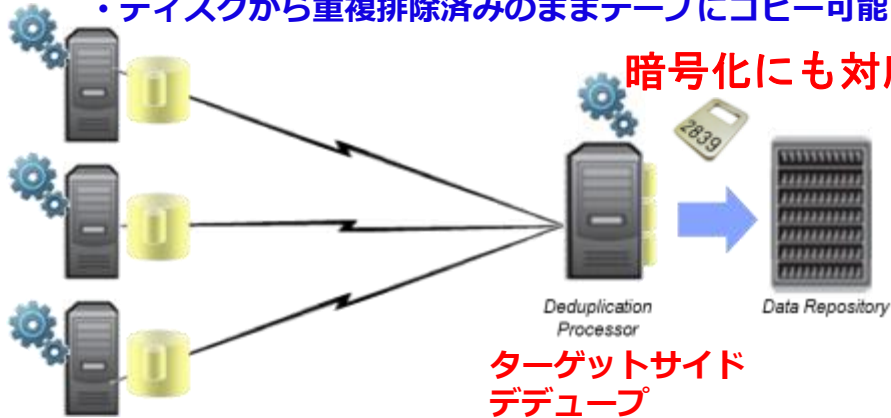 ・ディスクから重複排除済みのままテープにコピー可能
暗号化にも対応
2839
Deduplication
Processor
Data Repository
ターゲットサイド
デデュープ